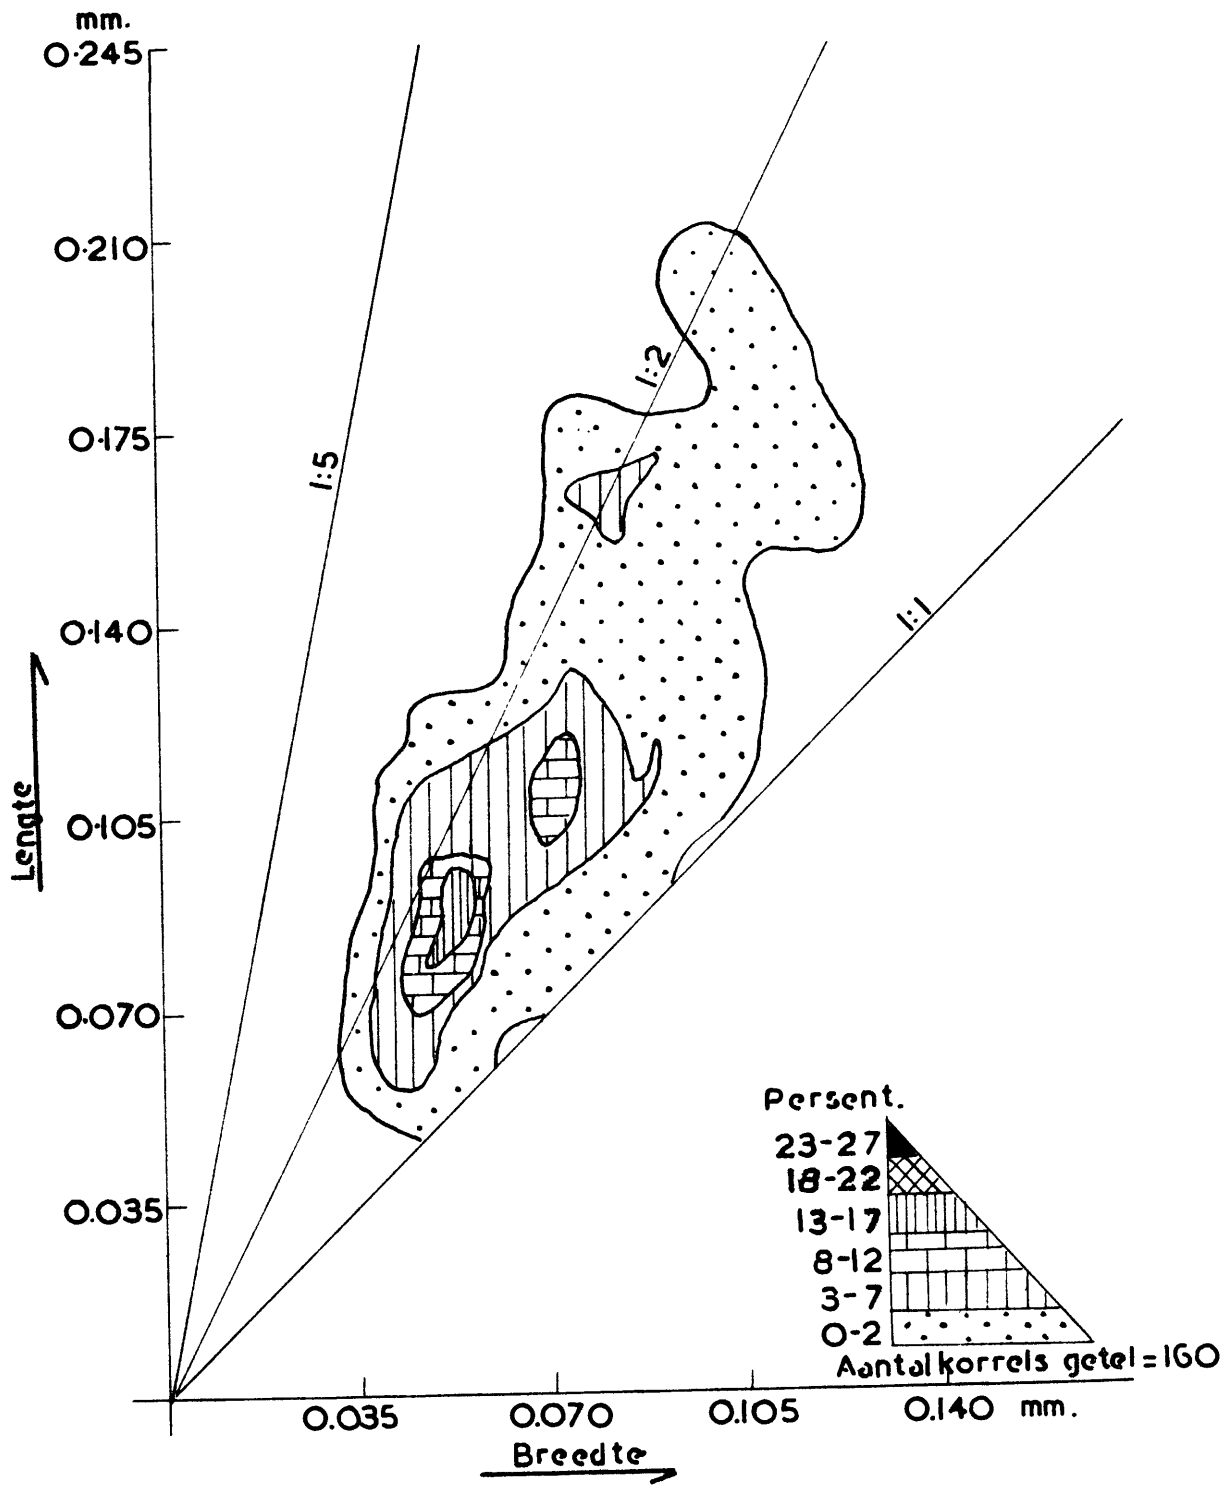 mm.
0.245
0.210
0.175
0.140
0.105
0.070
0.035
Lengte
1:5
1:2
1:1
Persent.
23-27
18-22
13-17
8-12
3-7
0-2
Aantal korrels getel = 160
0.035 0.070 0.105 0.140 mm.
Breedte